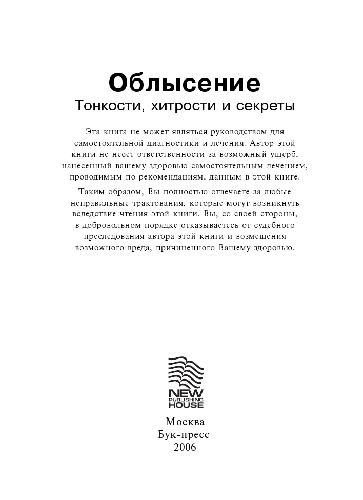 Облысение
Тонкости, хитрости и секреты
Эта книга не может являться руководством для
самостоятельной диагностики и лечения. Автор этой
книги не несет ответственности за возможный ущерб,
нанесенный вашему здоровью самостоятельным лечением,
проводимым по рекомендациям, данным в этой книге.
Таким образом, Вы полностью отвечаете за любые
неправильные трактования, которые могут возникнуть
вследствие чтения этой книги. Вы, со своей стороны,
в добровольном порядке отказываетесь от судебного
преследования автора этой книги и возмещения
возможного вреда, причиненного Вашему здоровью.
NEW
PUBLISHING
HOUSE
Москва
Бук-пресс
2006